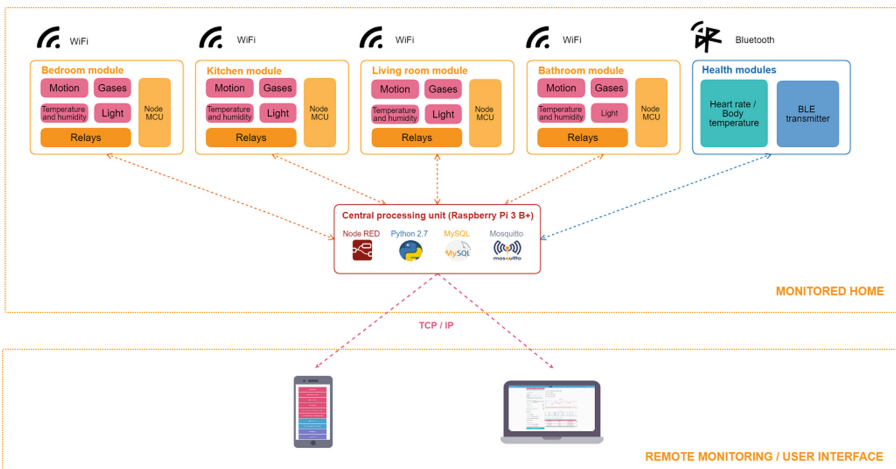 WiFi
WiFi
WiFi
WiFi
Bluetooth
Bedroom module
Motion
Gases
Temperature
and humidity
Light
Node
MCU
Relays
Kitchen module
Motion
Gases
Temperature
and humidity
Light
Node
MCU
Relays
Living room module
Motion
Gases
Temperature
and humidity
Light
Node
MCU
Relays
Bathroom module
Motion
Gases
Temperature
and humidity
Light
Node
MCU
Relays
Health modules
Heart rate /
Body
temperature
BLE
transmitter
Central processing unit (Raspberry Pi 3 B+)
Node RED
Python 2.7
MySQL
Mosquitto
MySQL
mosquitto
MONITORED HOME
TCP / IP
REMOTE MONITORING / USER INTERFACE